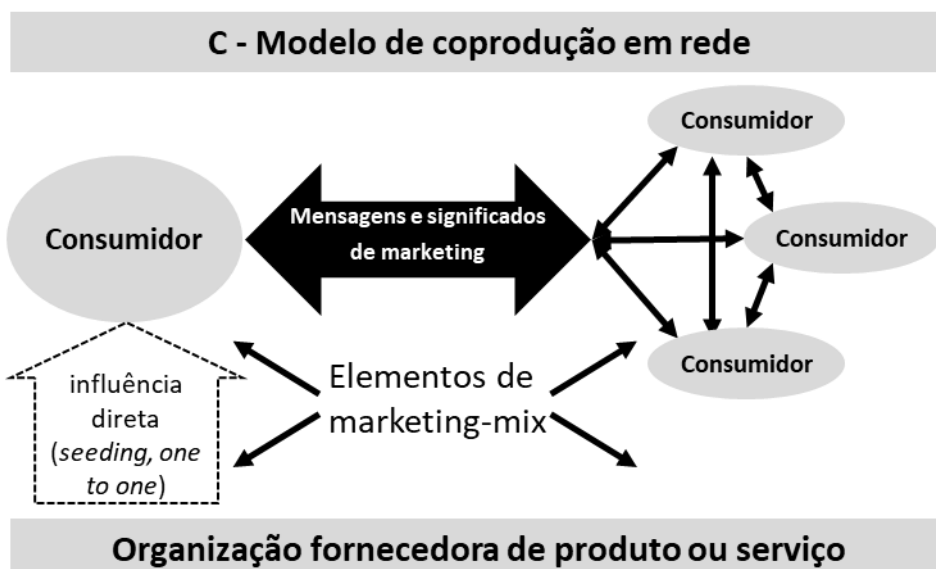 C - Modelo de coprodução em rede
Consumidor
Consumidor
Mensagens e significados
de marketing
Consumidor
Consumidor
influência
direta
(seeding, one
to one)
Elementos de
marketing-mix
Organização fornecedora de produto ou serviço